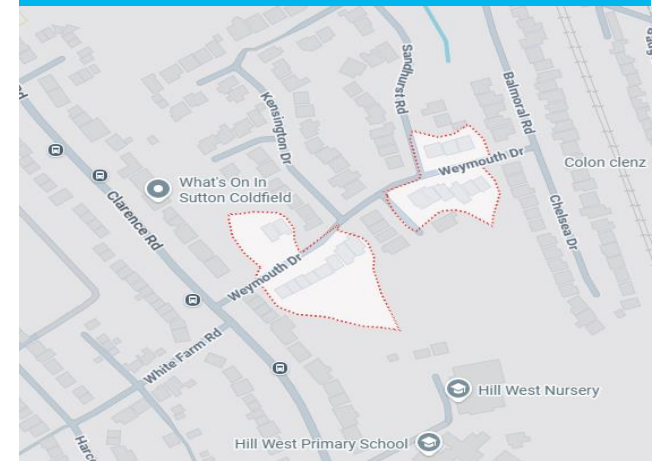 Sandhurst Rd
Balmoral Rd
Kensington Dr
Weymouth Dr
Colon clenz
What's On In
Sutton Coldfield
Clarence Rd
Chelsea Dr
Weymouth Dr
White Farm Rd
Hill West Nursery
Hill West Primary School